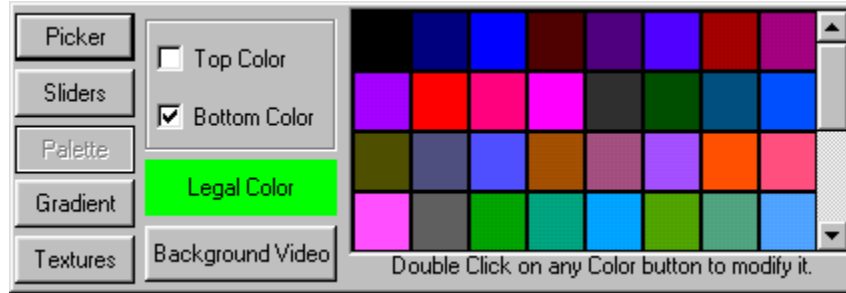 Picker
Sliders
Palette
Gradient
Textures
Top Color
Bottom Color
Legal Color
Background Video
Double Click on any Color button to modify it.